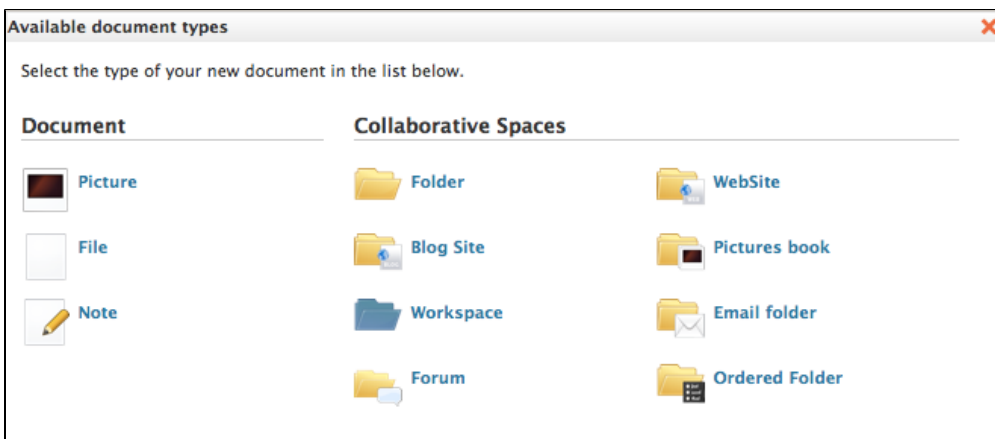 Available document types
Select the type of your new document in the list below.
Document
Picture
File
Note
Collaborative Spaces
Folder
WebSite
Blog Site
Pictures book
Workspace
Email folder
Forum
Ordered Folder